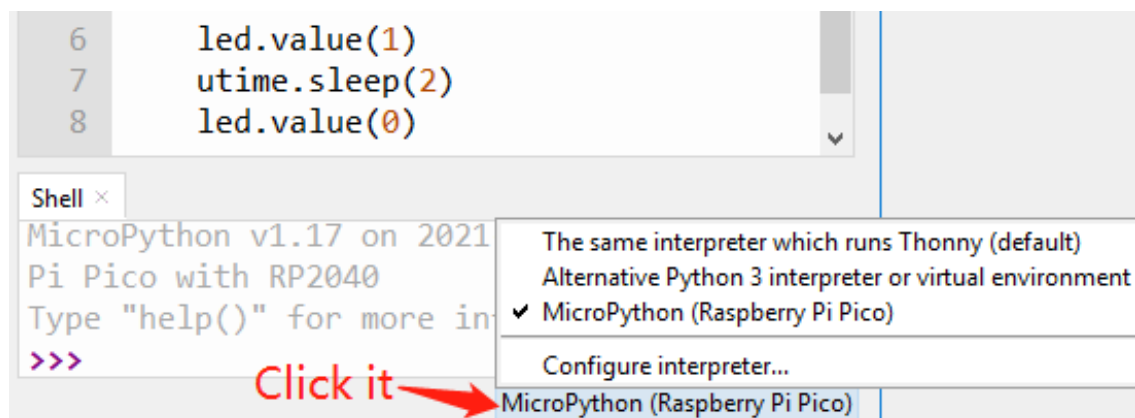 6 led.value(1)
7 utime.sleep(2)
8 led.value(0)
Shell ×
MicroPython v1.17 on 2021
Pi Pico with RP2040
Type "help()" for more
>>>
The same interpreter which runs Thonny (default)
Alternative Python 3 interpreter or virtual environment
✔ MicroPython (Raspberry Pi Pico)
Configure interpreter...
Click it
MicroPython (Raspberry Pi Pico)